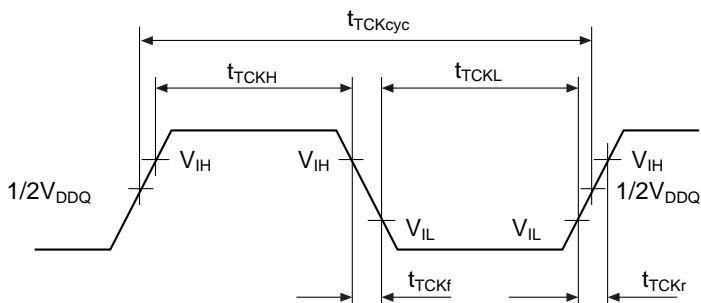 tTCKcyc
tTCKH
tTCKL
VIH
VIH
VIH
1/2VDDQ
1/2VDDQ
VIL
VIL
tTCKf
tTCKr